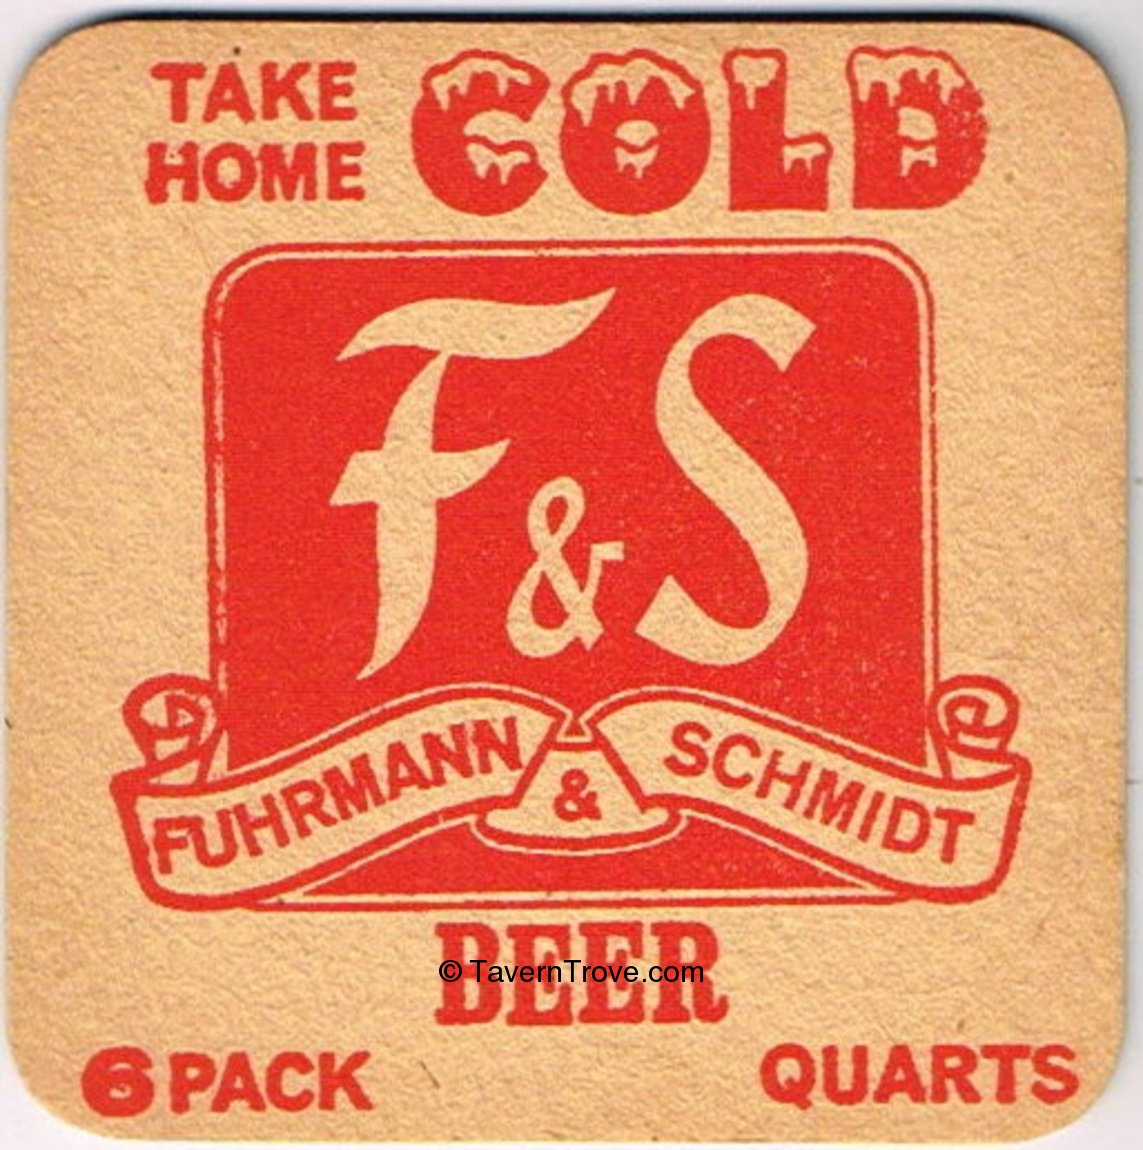 TAKE HOME COLD
F & S
FUHRMANN & SCHMIDT
BEER
© TavernTrove.com
6 PACK QUARTS